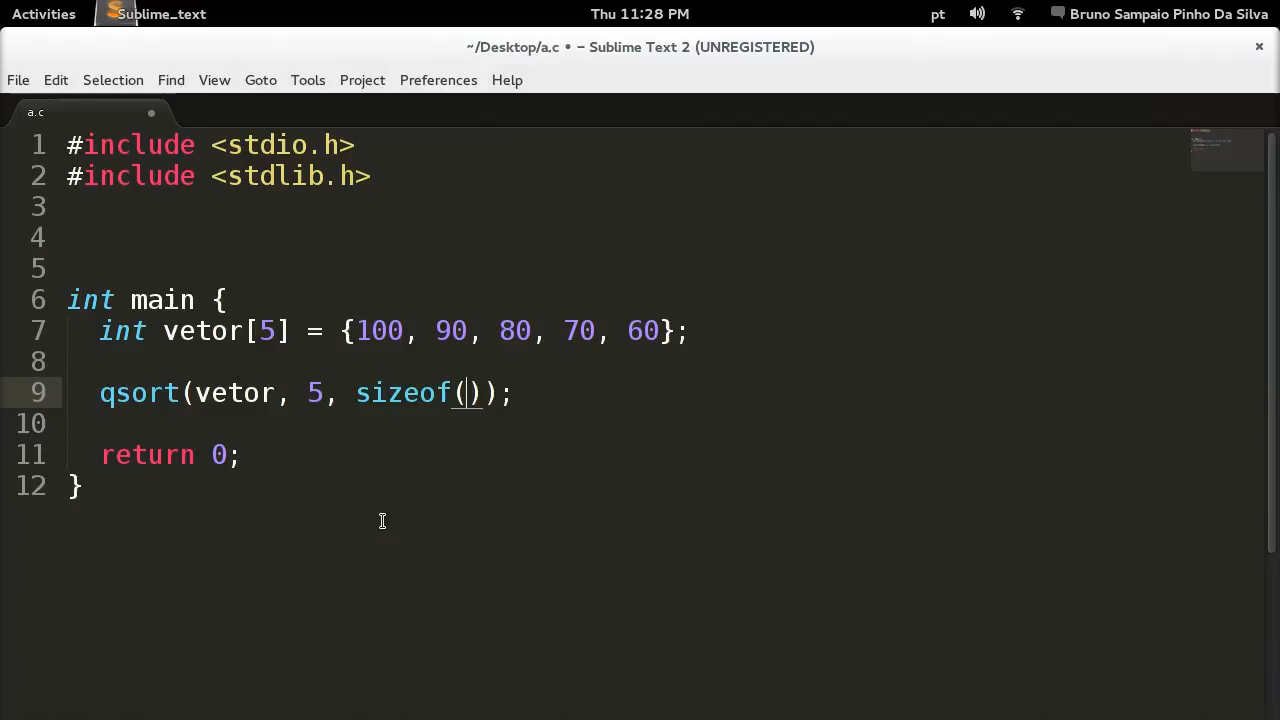 Activities Sublime_text Thu 11:28 PM pt Bruno Sampaio Pinho Da Silva
~/Desktop/a.c • − Sublime Text 2 (UNREGISTERED) ×
File Edit Selection Find View Goto Tools Project Preferences Help
a.c
1 #include <stdio.h>
2 #include <stdlib.h>
3
4
5
6 int main {
7 int vetor[5] = {100, 90, 80, 70, 60};
8
9 qsort(vetor, 5, sizeof());
10
11 return 0;
12 }